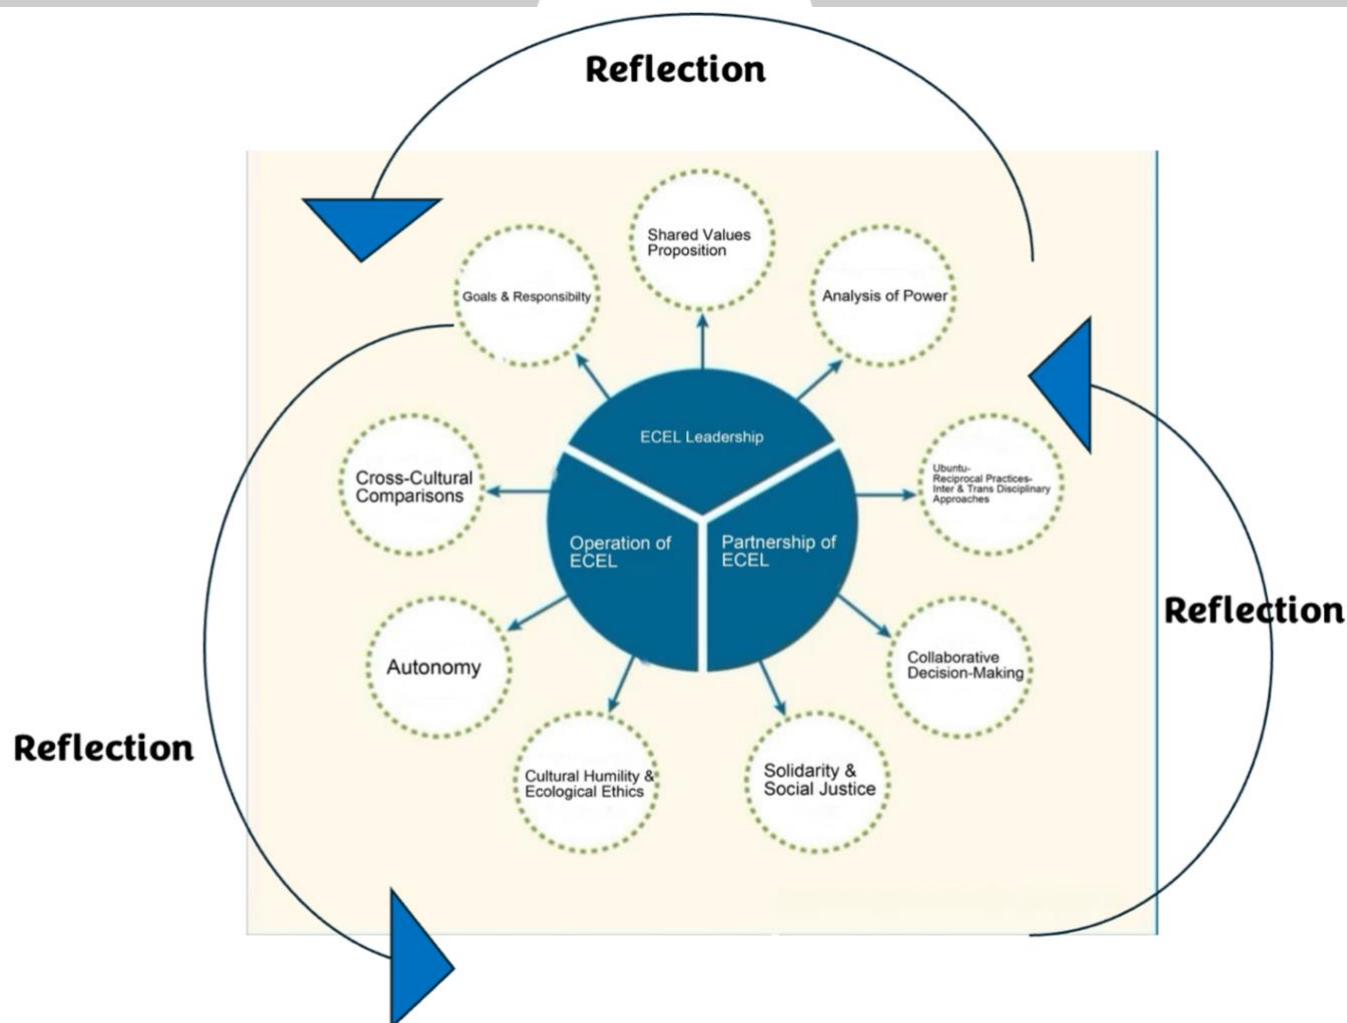 Reflection
Shared Values
Proposition
Goals & Responsibilty
Analysis of Power
ECEL Leadership
Cross-Cultural
Comparisons
Ubuntu-
Reciprocal Practices-
Inter & Trans Disciplinary
Approaches
Operation of
ECEL
Partnership of
ECEL
Reflection
Autonomy
Collaborative
Decision-Making
Reflection
Cultural Humility &
Ecological Ethics
Solidarity &
Social Justice